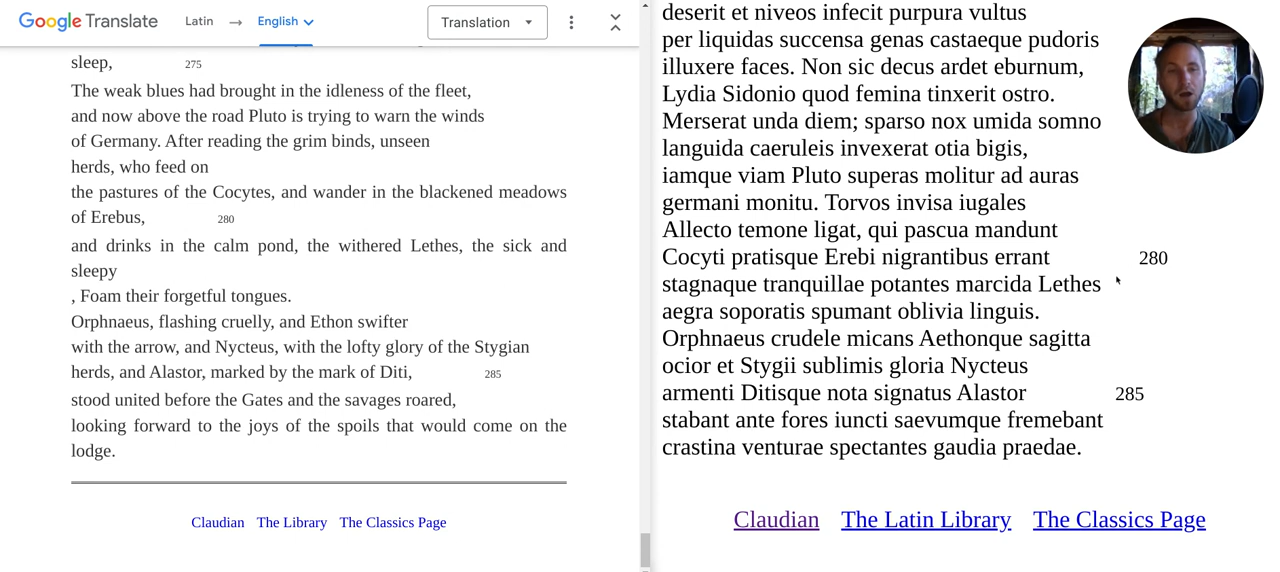 Google Translate Latin → English Translation
sleep, 275
The weak blues had brought in the idleness of the fleet,
and now above the road Pluto is trying to warn the winds
of Germany. After reading the grim binds, unseen
herds, who feed on
the pastures of the Cocytes, and wander in the blackened meadows
of Erebus, 280
and drinks in the calm pond, the withered Lethes, the sick and
sleepy
, Foam their forgetful tongues.
Orphnaeus, flashing cruelly, and Ethon swifter
with the arrow, and Nycteus, with the lofty glory of the Stygian
herds, and Alastor, marked by the mark of Diti, 285
stood united before the Gates and the savages roared,
looking forward to the joys of the spoils that would come on the
lodge.
Claudian The Library The Classics Page
deserit et niveos infecit purpura vultus
per liquidas succensa genas castaeque pudoris
illuxere faces. Non sic decus ardet eburnum,
Lydia Sidonio quod femina tinxerit ostro.
Merserat unda diem; sparso nox umida somno
languida caeruleis invexerat otia bigis,
iamque viam Pluto superas molitur ad auras
germani monitu. Torvos invisa iugales
Allecto temone ligat, qui pascua mandunt
Cocyti pratisque Erebi nigrantibus errant 280
stagnaque tranquillae potantes marcida Lethes
aegra soporatis spumant oblivia linguis.
Orphnaeus crudele micans Aethonque sagitta
ocior et Stygii sublimis gloria Nycteus
armenti Ditisque nota signatus Alastor 285
stabant ante fores iuncti saevumque fremebant
crastina venturae spectantes gaudia praedae.
Claudian The Latin Library The Classics Page